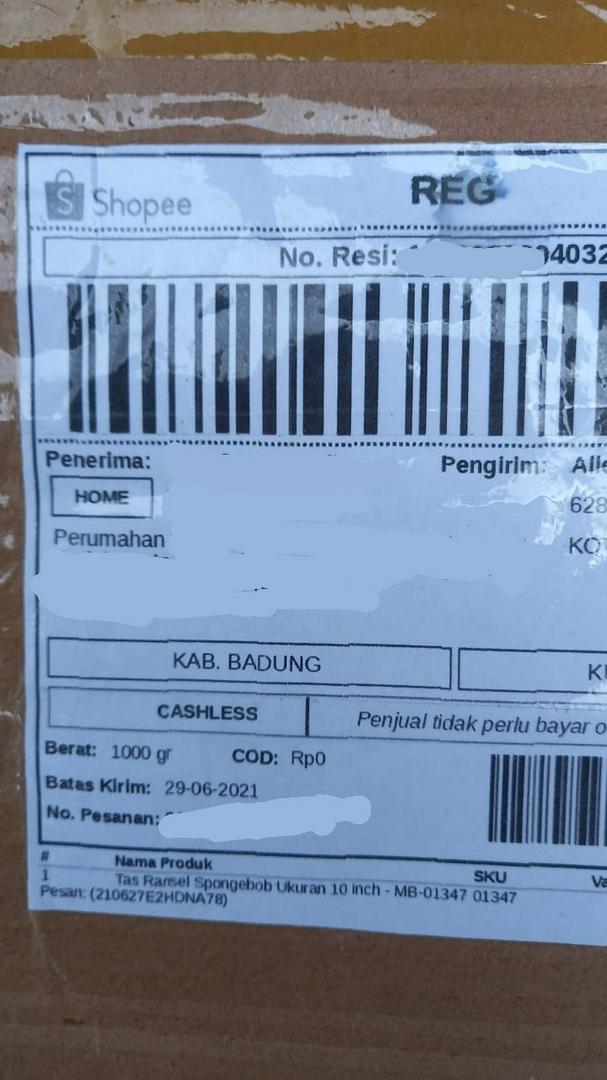 Shopee
REG
No. Resi:
Penerima:
Pengirim:
HOME
628
Perumahan
KAB. BADUNG
CASHLESS
Penjual tidak perlu bayar
Berat: 1000 gr
COD: Rp0
Batas Kirim: 29-06-2021
No. Pesanan:
#
Nama Produk
SKU
1
Tas Ransel Spongebob Ukuran 10 inch - MB-01347 01347
Pesan: (210627E2HDNA78)